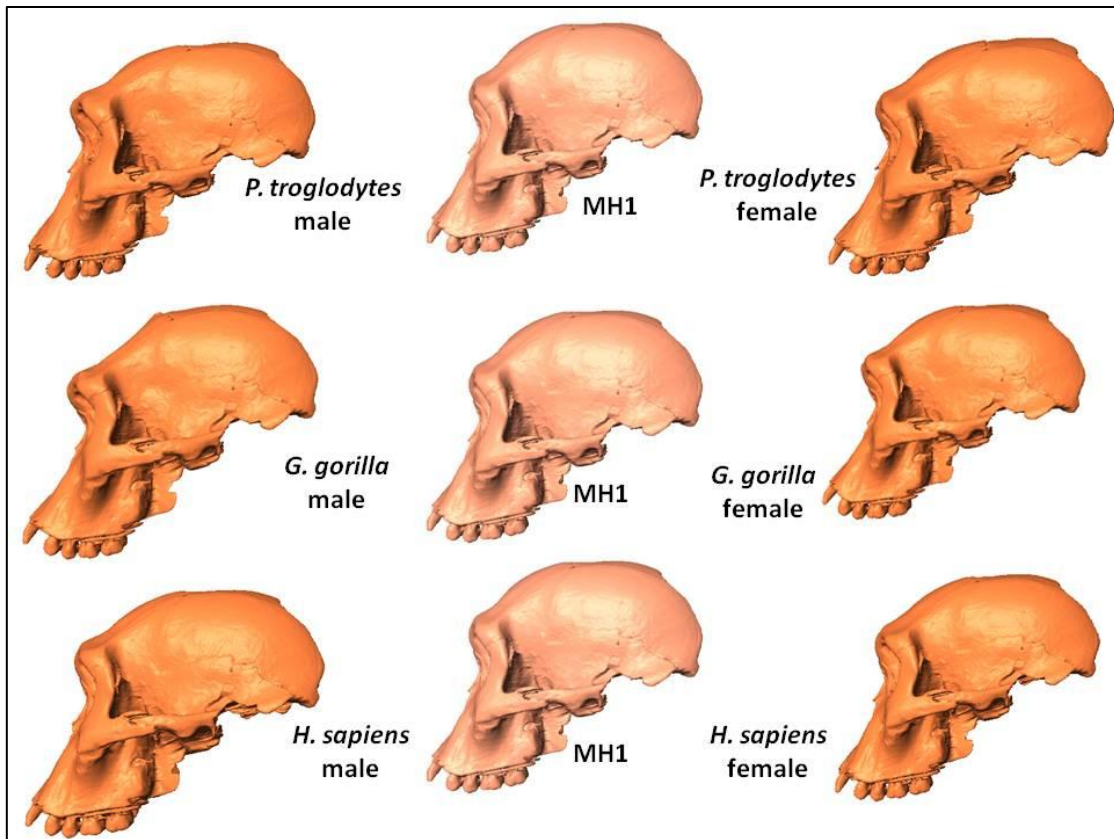 P. troglodytes
male
MH1
P. troglodytes
female
G. gorilla
male
MH1
G. gorilla
female
H. sapiens
male
MH1
H. sapiens
female